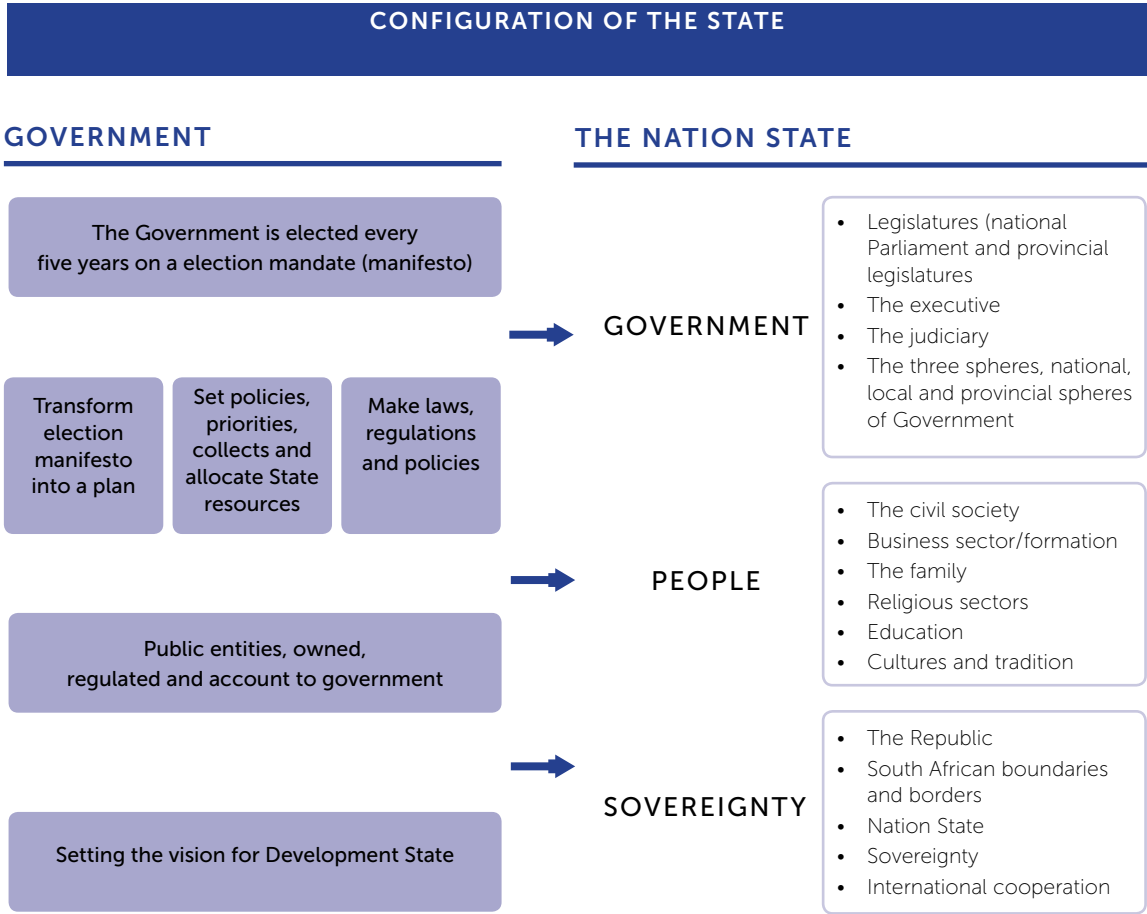 CONFIGURATION OF THE STATE
GOVERNMENT
The Government is elected every
five years on a election mandate (manifesto)
Transform
election
manifesto
into a plan
Set policies,
priorities,
collects and
allocate State
resources
Make laws,
regulations
and policies
Public entities, owned,
regulated and account to government
Setting the vision for Development State
THE NATION STATE
GOVERNMENT
• Legislatures (national
Parliament and provincial
legislatures
• The executive
• The judiciary
• The three spheres, national,
local and provincial spheres
of Government
PEOPLE
• The civil society
• Business sector/formation
• The family
• Religious sectors
• Education
• Cultures and tradition
SOVEREIGNTY
• The Republic
• South African boundaries
and borders
• Nation State
• Sovereignty
• International cooperation